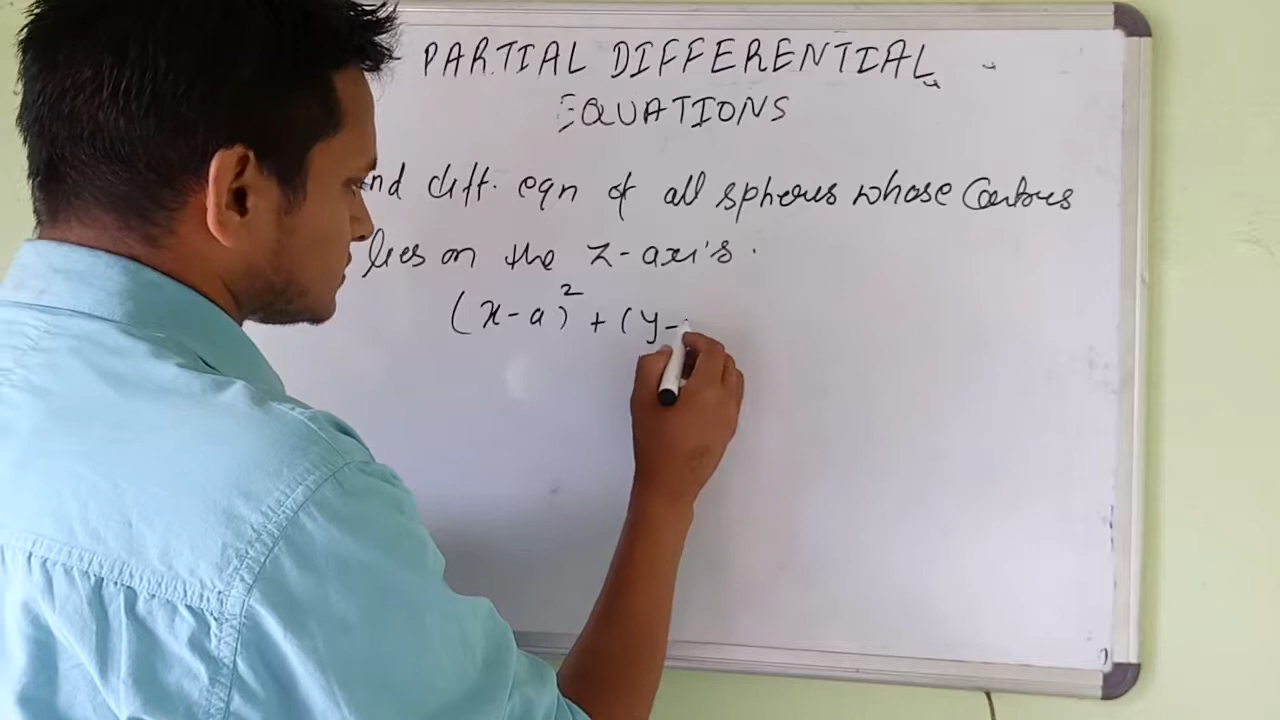 PARTIAL DIFFERENTIAL
EQUATIONS
nd diff. eqn of all spheres whose Centres
lies on the z-axis.
(x-a)² + (y-